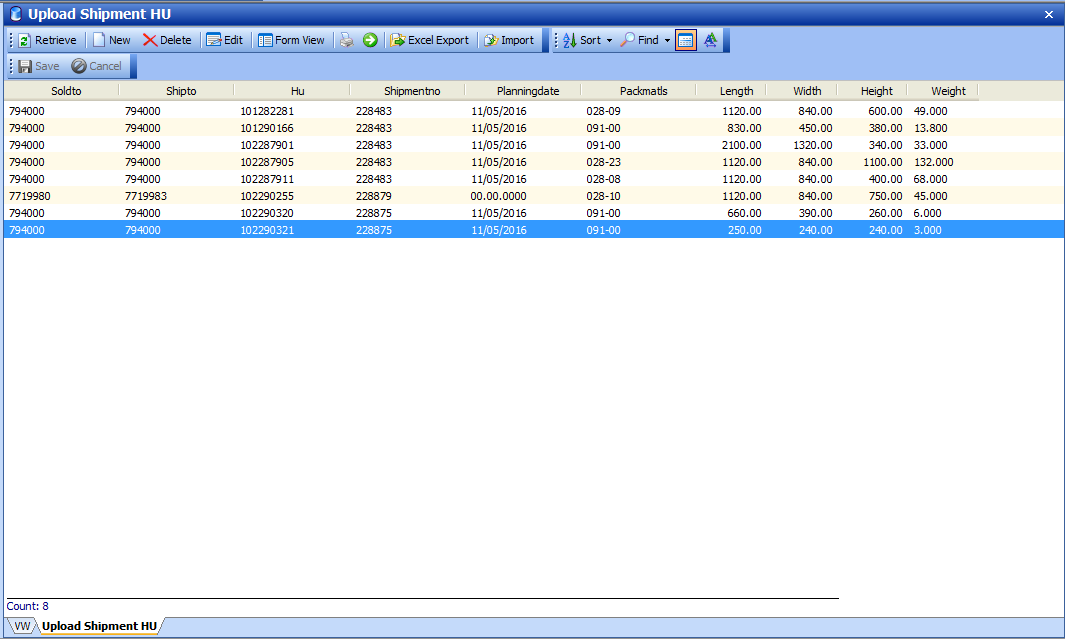 Upload Shipment HU
Retrieve New Delete Edit Form View Excel Export Import Sort Find
Save Cancel
Soldto Shipto Hu Shipmentno Planningdate Packmatls Length Width Height Weight
794000 794000 101282281 228483 11/05/2016 028-09 1120.00 840.00 600.00 49.000
794000 794000 101290166 228483 11/05/2016 091-00 830.00 450.00 380.00 13.800
794000 794000 102287901 228483 11/05/2016 091-00 2100.00 1320.00 340.00 33.000
794000 794000 102287905 228483 11/05/2016 028-23 1120.00 840.00 1100.00 132.000
794000 794000 102287911 228483 11/05/2016 028-08 1120.00 840.00 400.00 68.000
7719980 7719983 102290255 228879 00.00.0000 028-10 1120.00 840.00 750.00 45.000
794000 794000 102290320 228875 11/05/2016 091-00 660.00 390.00 260.00 6.000
794000 794000 102290321 228875 11/05/2016 091-00 250.00 240.00 240.00 3.000
Count: 8
VW Upload Shipment HU